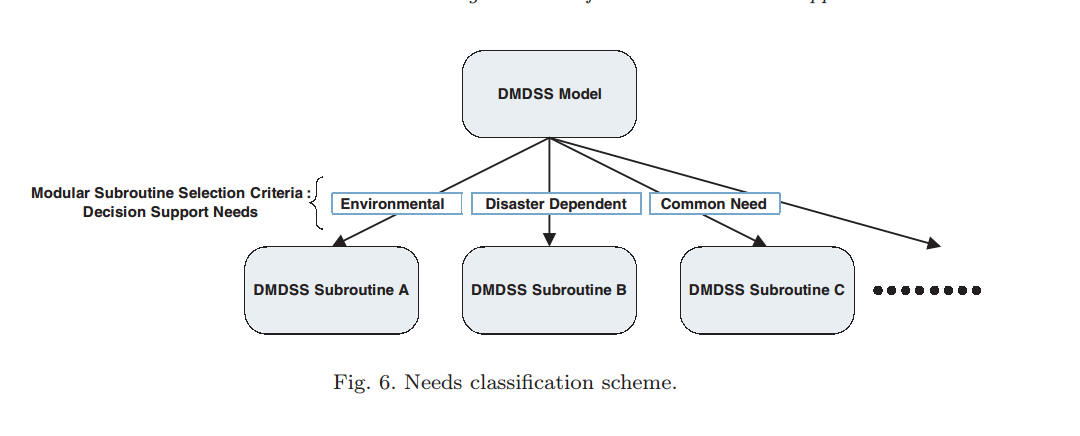 DMDSS Model
Modular Subroutine Selection Criteria :
Decision Support Needs
Environmental
Disaster Dependent
Common Need
DMDSS Subroutine A
DMDSS Subroutine B
DMDSS Subroutine C
Fig. 6. Needs classification scheme.